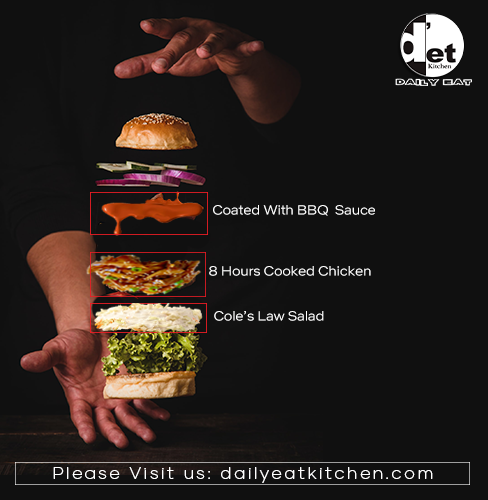 d'et
Kitchen
DAILY EAT
Coated With BBQ Sauce
8 Hours Cooked Chicken
Cole's Law Salad
Please Visit us: dailyeatkitchen.com